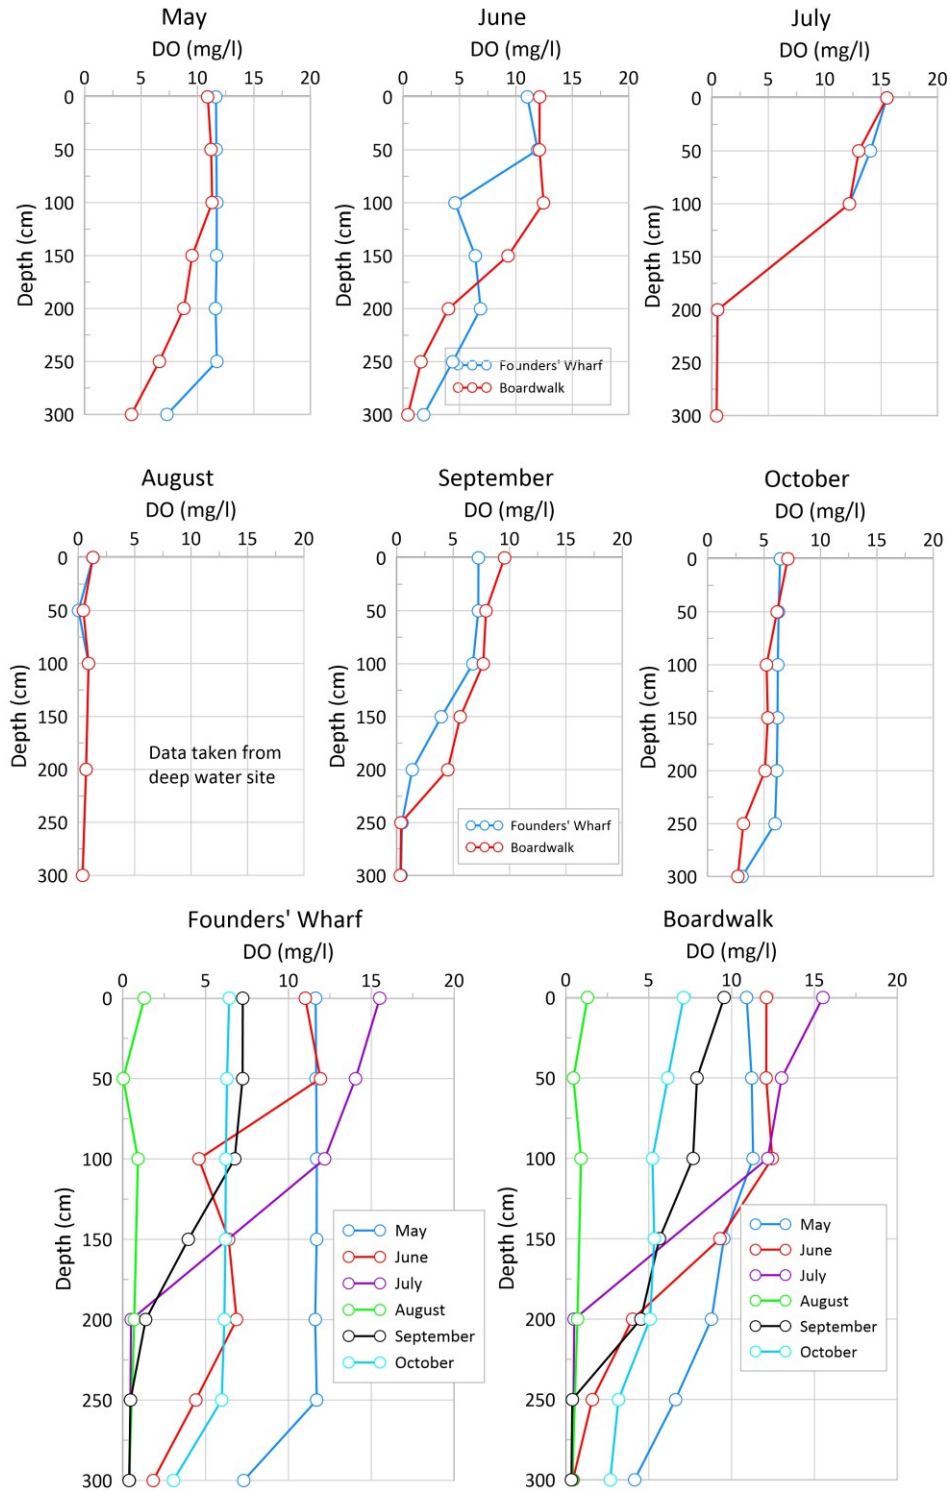 May
DO (mg/l)
0 5 10 15 20
0
50
100
150
200
250
300
Depth (cm)
June
DO (mg/l)
0 5 10 15 20
0
50
100
150
200
250
300
Depth (cm)
Founders' Wharf
Boardwalk
July
DO (mg/l)
0 5 10 15 20
0
50
100
150
200
250
300
Depth (cm)
August
DO (mg/l)
0 5 10 15 20
0
50
100
150
200
250
300
Depth (cm)
Data taken from
deep water site
September
DO (mg/l)
0 5 10 15 20
0
50
100
150
200
250
300
Depth (cm)
Founders' Wharf
Boardwalk
October
DO (mg/l)
0 5 10 15 20
0
50
100
150
200
250
300
Depth (cm)
Founders' Wharf
DO (mg/l)
0 5 10 15 20
0
50
100
150
200
250
300
Depth (cm)
May
June
July
August
September
October
Boardwalk
DO (mg/l)
0 5 10 15 20
0
50
100
150
200
250
300
Depth (cm)
May
June
July
August
September
October